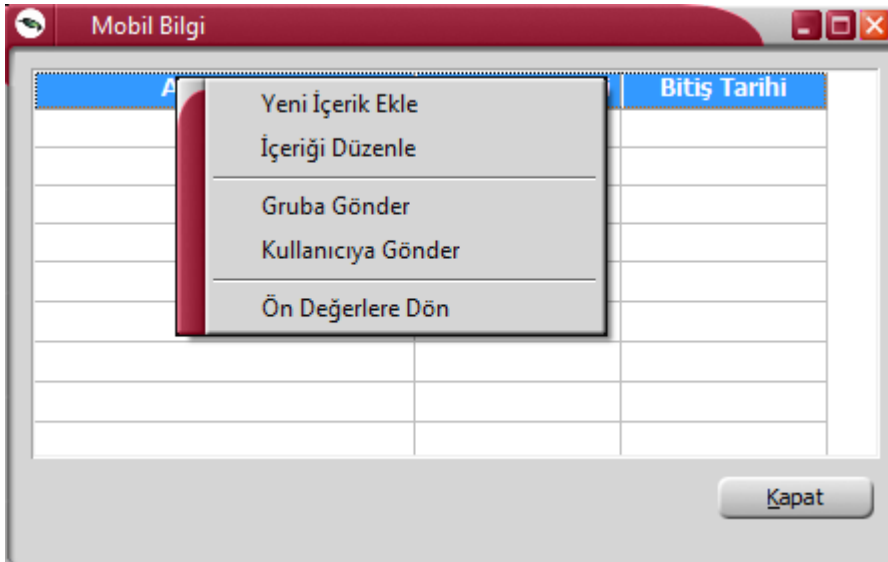 Mobil Bilgi
Bitiş Tarihi
Yeni İçerik Ekle
İçeriği Düzenle
Gruba Gönder
Kullanıcıya Gönder
Ön Değerlere Dön
Kapat